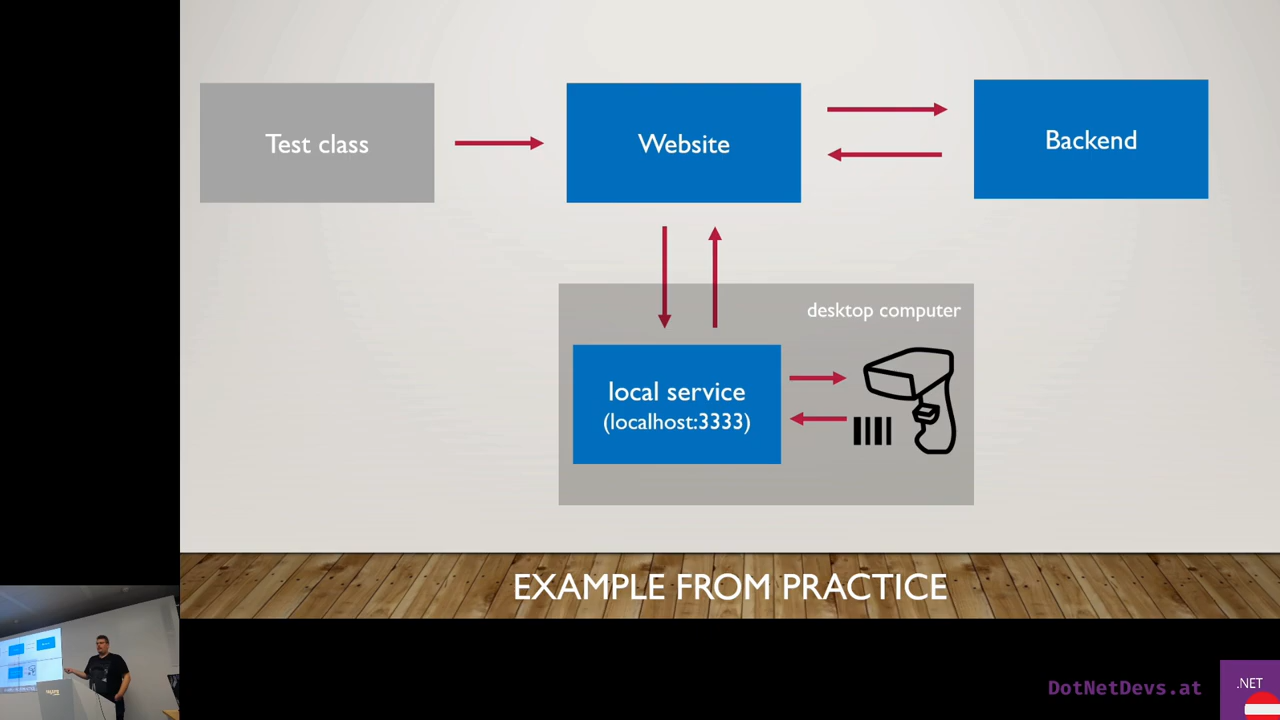 Test class
Website
Backend
desktop computer
local service
(localhost:3333)
EXAMPLE FROM PRACTICE
DotNetDevs.at
.NET